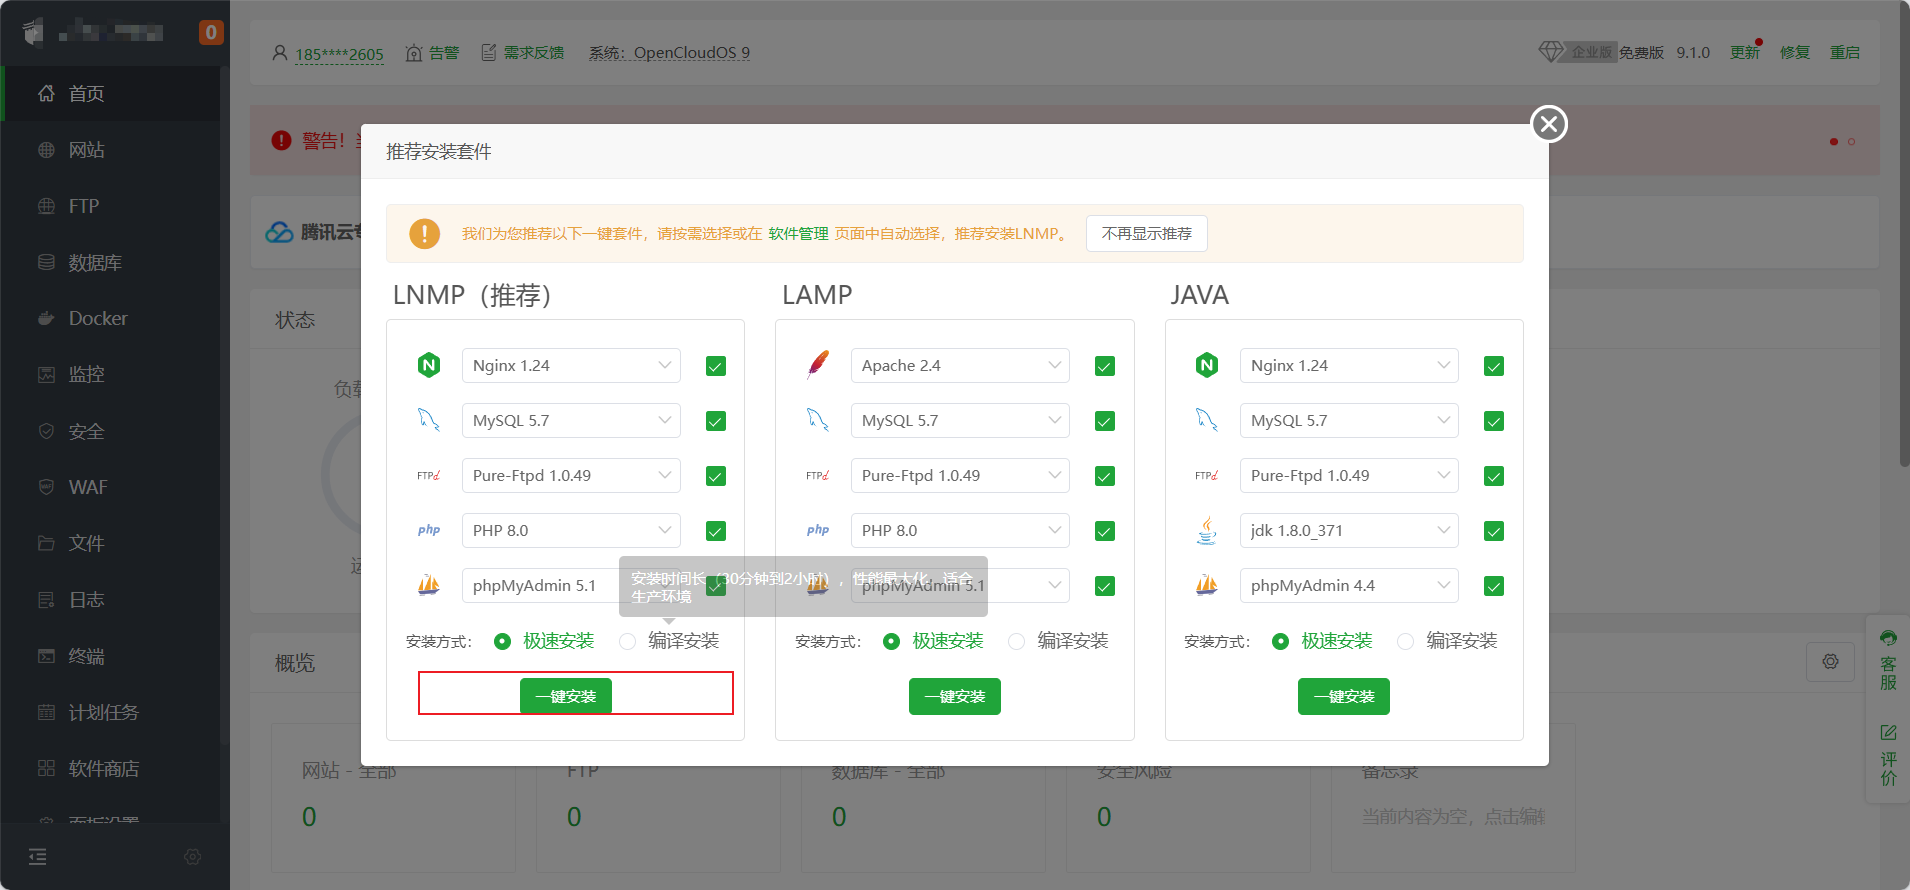 0
185****2605 告警 需求反馈 系统：OpenCloudOS 9
企业版 免费版 9.1.0 更新 修复 重启
首页
网站
FTP
数据库
Docker
监控
安全
WAF
文件
日志
终端
计划任务
软件商店
面板设置
警告！
腾讯云
状态
负载
概览
推荐安装套件
我们为您推荐以下一键套件，请按需选择或在 软件管理 页面中自动选择，推荐安装LNMP。 不再显示推荐
LNMP（推荐）
Nginx 1.24
MySQL 5.7
FTPd Pure-Ftpd 1.0.49
php PHP 8.0
phpMyAdmin 5.1
安装方式： 极速安装 编译安装
一键安装
安装时间长（30分钟到2小时），性能最大化，适合
生产环境
LAMP
Apache 2.4
MySQL 5.7
FTPd Pure-Ftpd 1.0.49
php PHP 8.0
phpMyAdmin 5.1
安装方式： 极速安装 编译安装
一键安装
JAVA
Nginx 1.24
MySQL 5.7
FTPd Pure-Ftpd 1.0.49
jdk 1.8.0_371
phpMyAdmin 4.4
安装方式： 极速安装 编译安装
一键安装
网站 - 全部
0
FTP
0
数据库 - 全部
0
安全风险
0
备忘录
当前内容为空，点击编辑
客服
评价